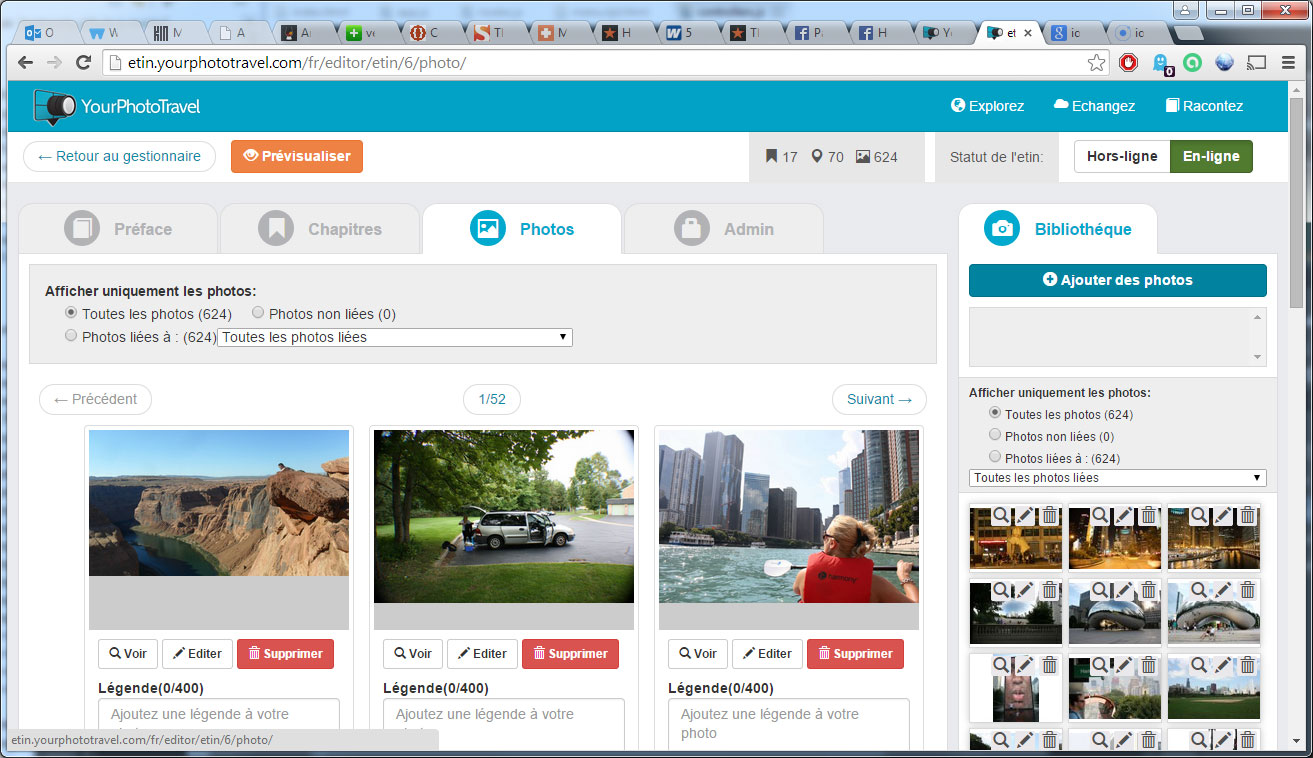 O
W
M
A
Ar
ve
C
Tl
M
H
5
Tl
Pa
H
Yo
et
io
io
etin.yourphototravel.com/fr/editor/etin/6/photo/
0
YourPhotoTravel
Explorez
Echangez
Racontez
← Retour au gestionnaire
Prévisualiser
17 70 624
Statut de l'etin:
Hors-ligne
En-ligne
Préface
Chapitres
Photos
Admin
Bibliothéque
Afficher uniquement les photos:
Toutes les photos (624) Photos non liées (0)
Photos liées à : (624) Toutes les photos liées
Ajouter des photos
Afficher uniquement les photos:
Toutes les photos (624)
Photos non liées (0)
Photos liées à : (624)
Toutes les photos liées
← Précédent
1/52
Suivant →
harmony
Voir Editer Supprimer
Voir Editer Supprimer
Voir Editer Supprimer
Légende(0/400)
Légende(0/400)
Légende(0/400)
Ajoutez une légende à votre
Ajoutez une légende à votre
Ajoutez une légende à votre
photo
etin.yourphototravel.com/fr/editor/etin/6/photo/